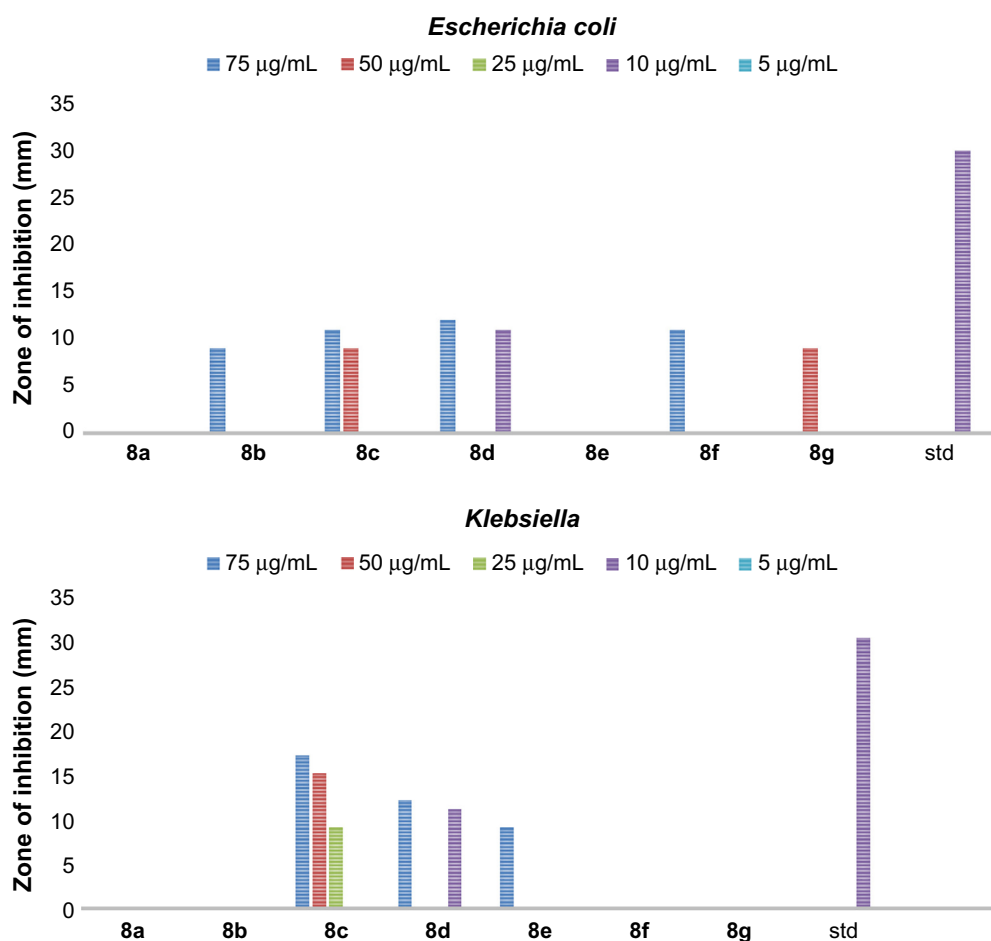 Escherichia coli
75 μg/mL 50 μg/mL 25 μg/mL 10 μg/mL 5 μg/mL
Zone of inhibition (mm)
35
30
25
20
15
10
5
0
8a 8b 8c 8d 8e 8f 8g std
Klebsiella
75 μg/mL 50 μg/mL 25 μg/mL 10 μg/mL 5 μg/mL
Zone of inhibition (mm)
35
30
25
20
15
10
5
0
8a 8b 8c 8d 8e 8f 8g std